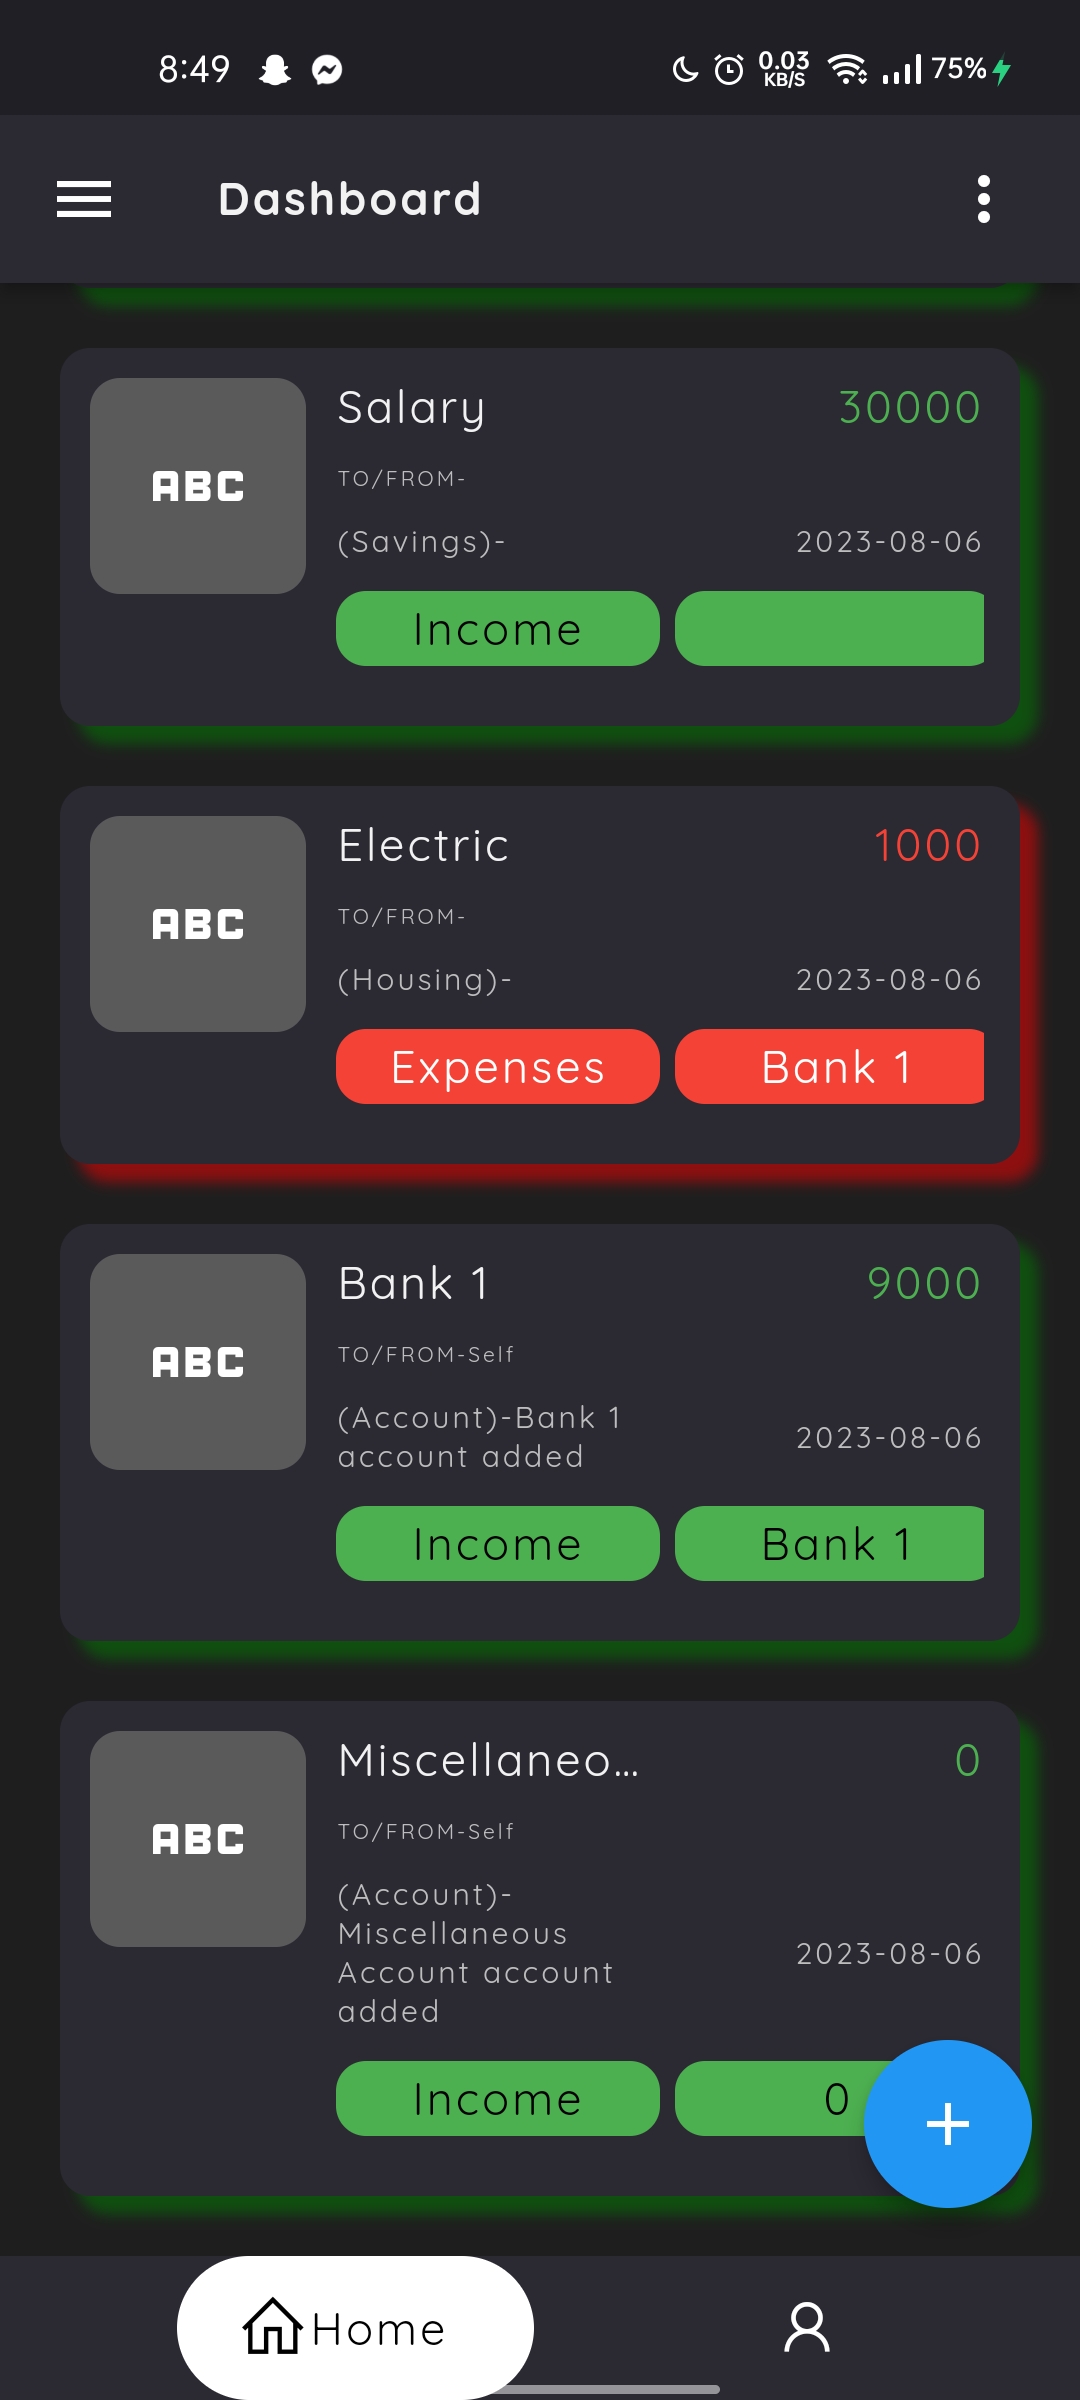 8:49
0.03
KB/S
75%
Dashboard
Salary 30000
TO/FROM-
ABC
(Savings)- 2023-08-06
Income
Electric 1000
TO/FROM-
ABC
(Housing)- 2023-08-06
Expenses Bank 1
Bank 1 9000
TO/FROM-Self
ABC
(Account)-Bank 1
account added
2023-08-06
Income Bank 1
Miscellaneo... 0
TO/FROM-Self
ABC
(Account)-
Miscellaneous
Account account
added
2023-08-06
Income 0
Home